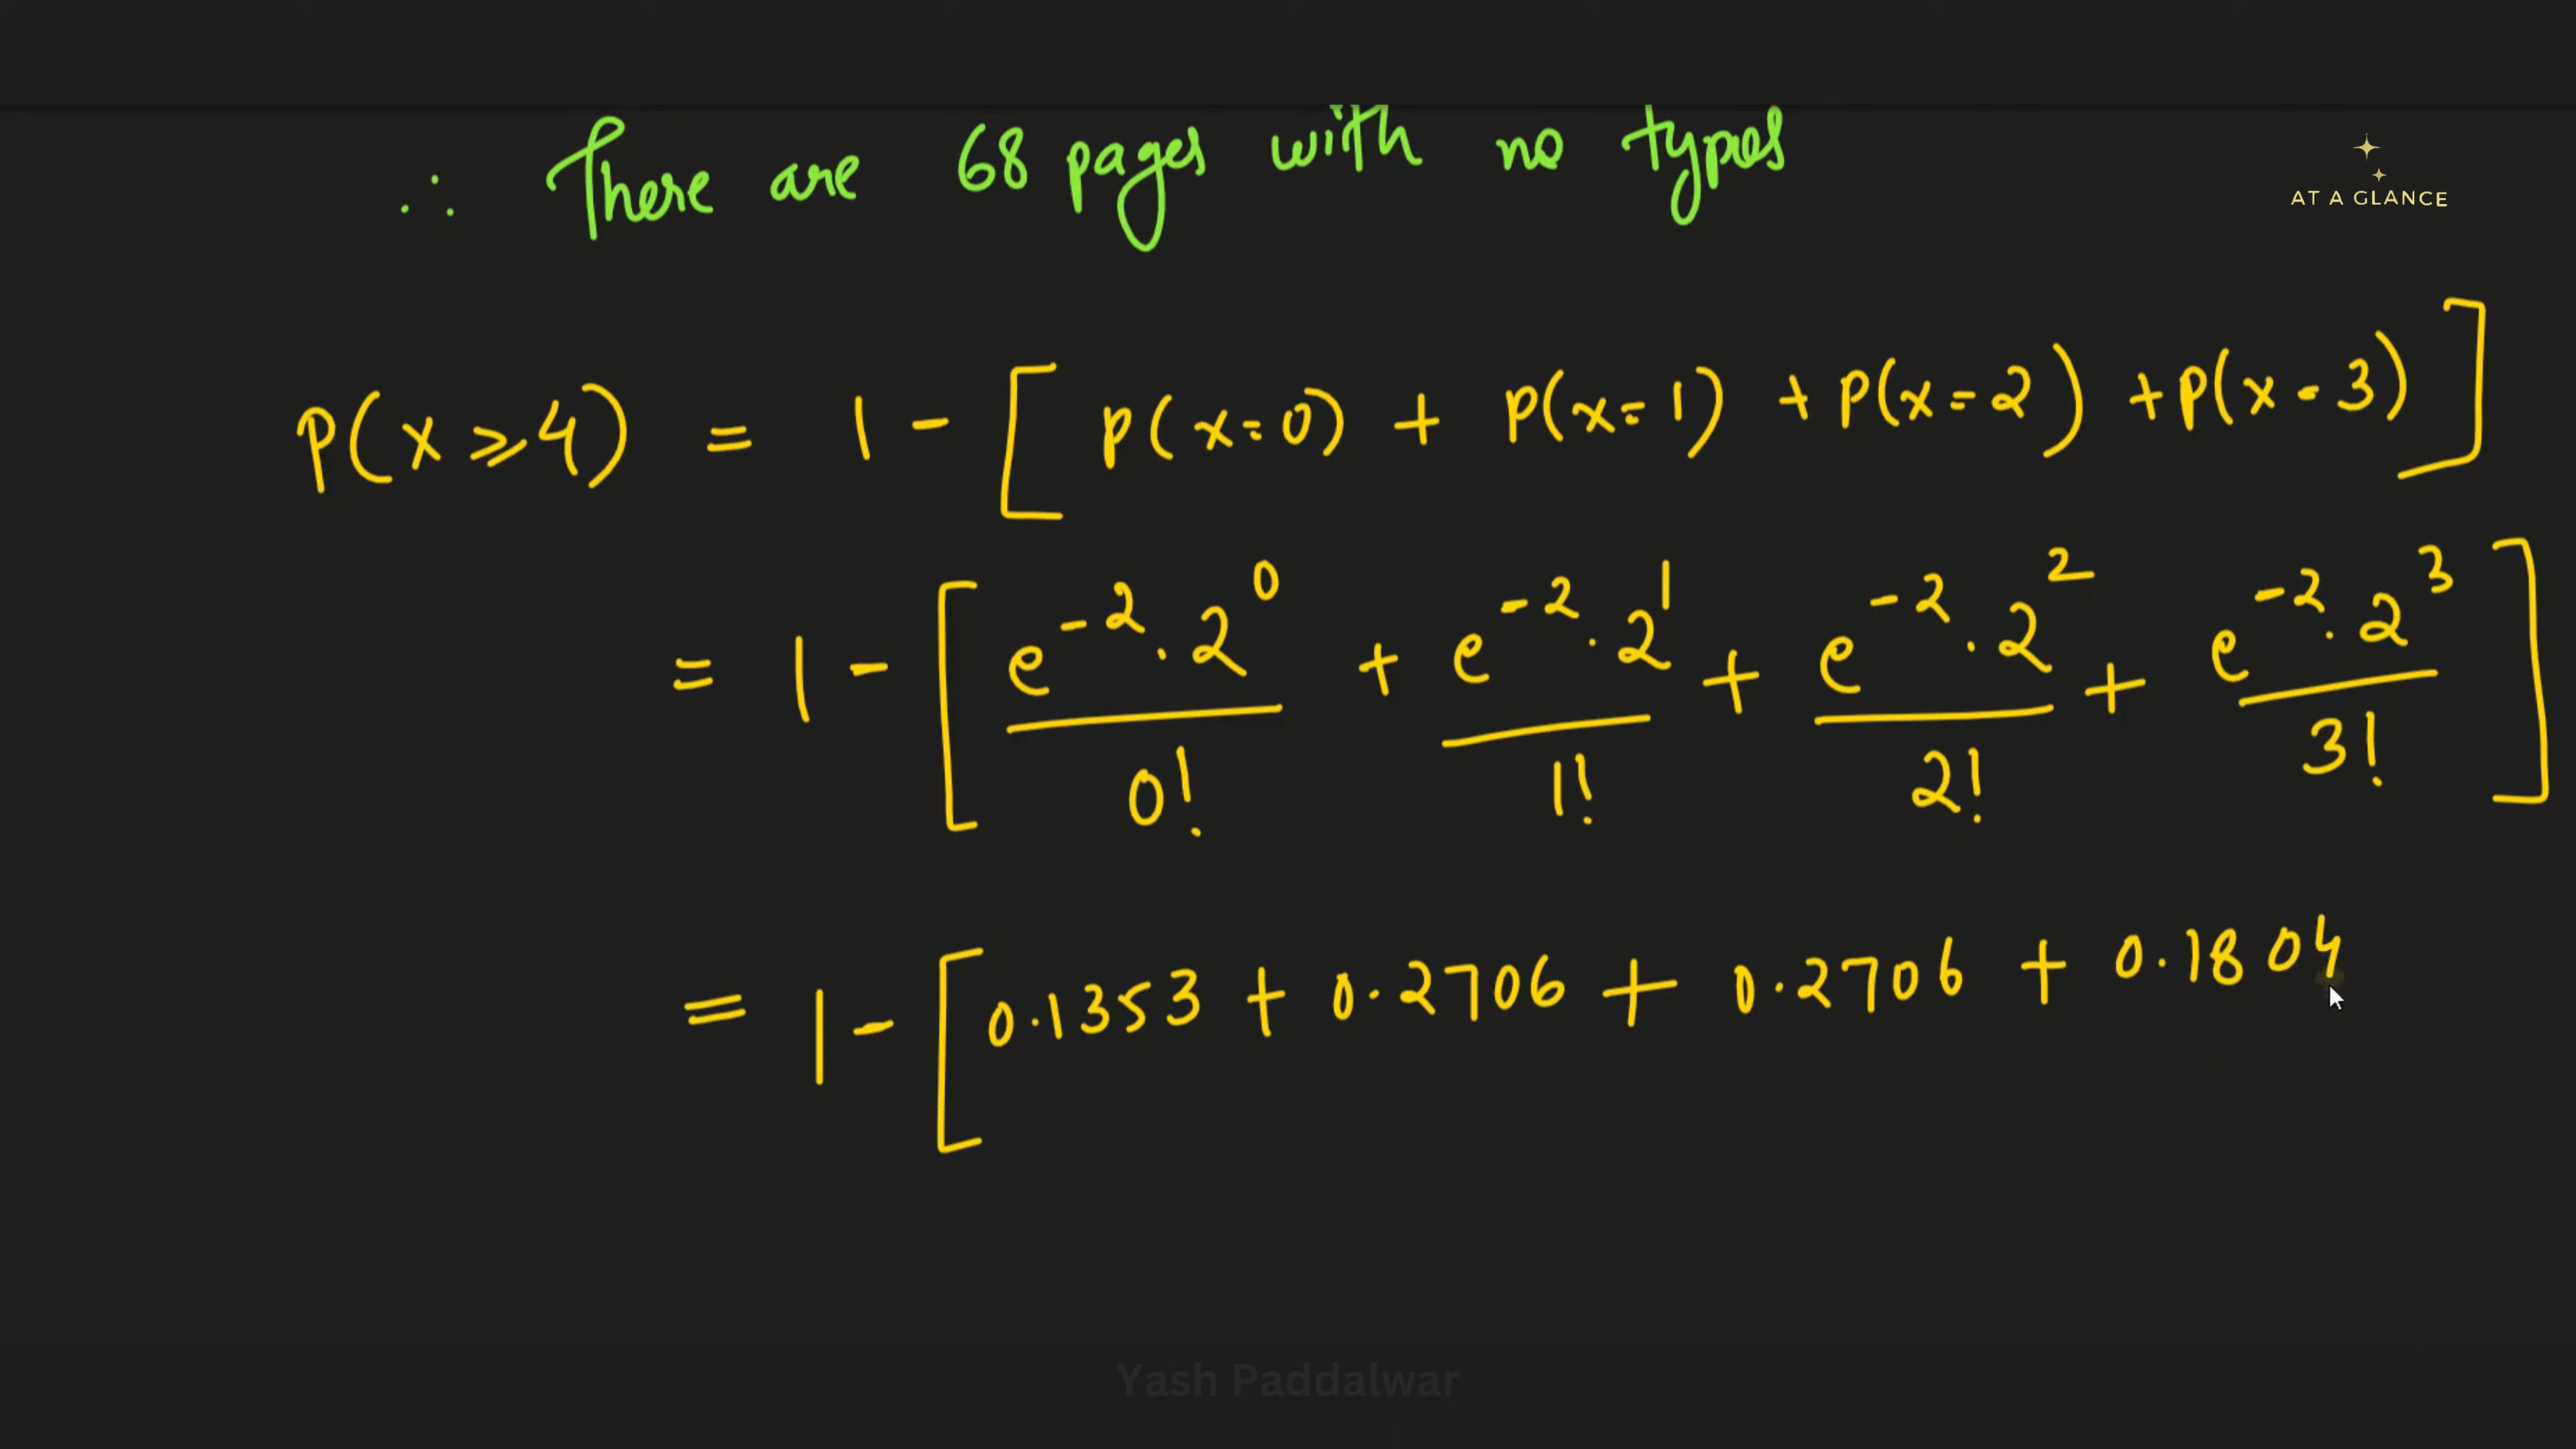 ∴ There are 68 pages with no types
AT A GLANCE
P(x ⩾ 4) = 1 - [ P(x=0) + P(x=1) + P(x=2) + P(x-3) ]
= 1 - [ e^-2 . 2^0 / 0! + e^-2 . 2^1 / 1! + e^-2 . 2^2 / 2! + e^-2 . 2^3 / 3! ]
= 1 - [ 0.1353 + 0.2706 + 0.2706 + 0.1804
Yash Paddalwar